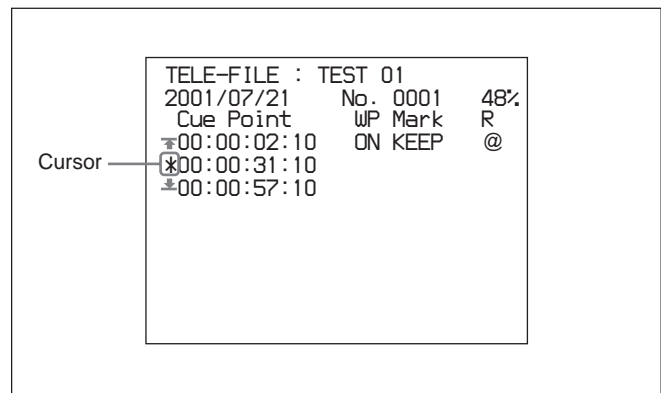 TELE-FILE : TEST 01
2001/07/21 No. 0001 48%
Cue Point WP Mark R
00:00:02:10 ON KEEP @
Cursor *00:00:31:10
00:00:57:10